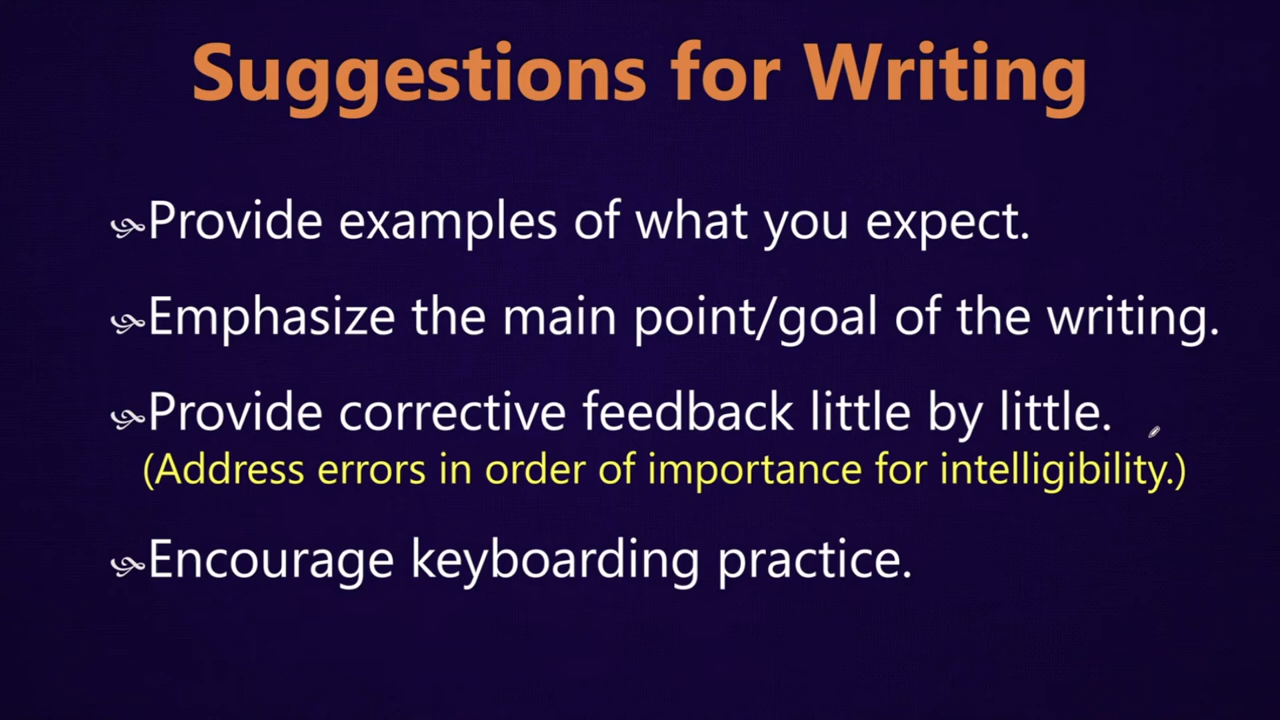 Suggestions for Writing
Provide examples of what you expect.
Emphasize the main point/goal of the writing.
Provide corrective feedback little by little.
(Address errors in order of importance for intelligibility.)
Encourage keyboarding practice.